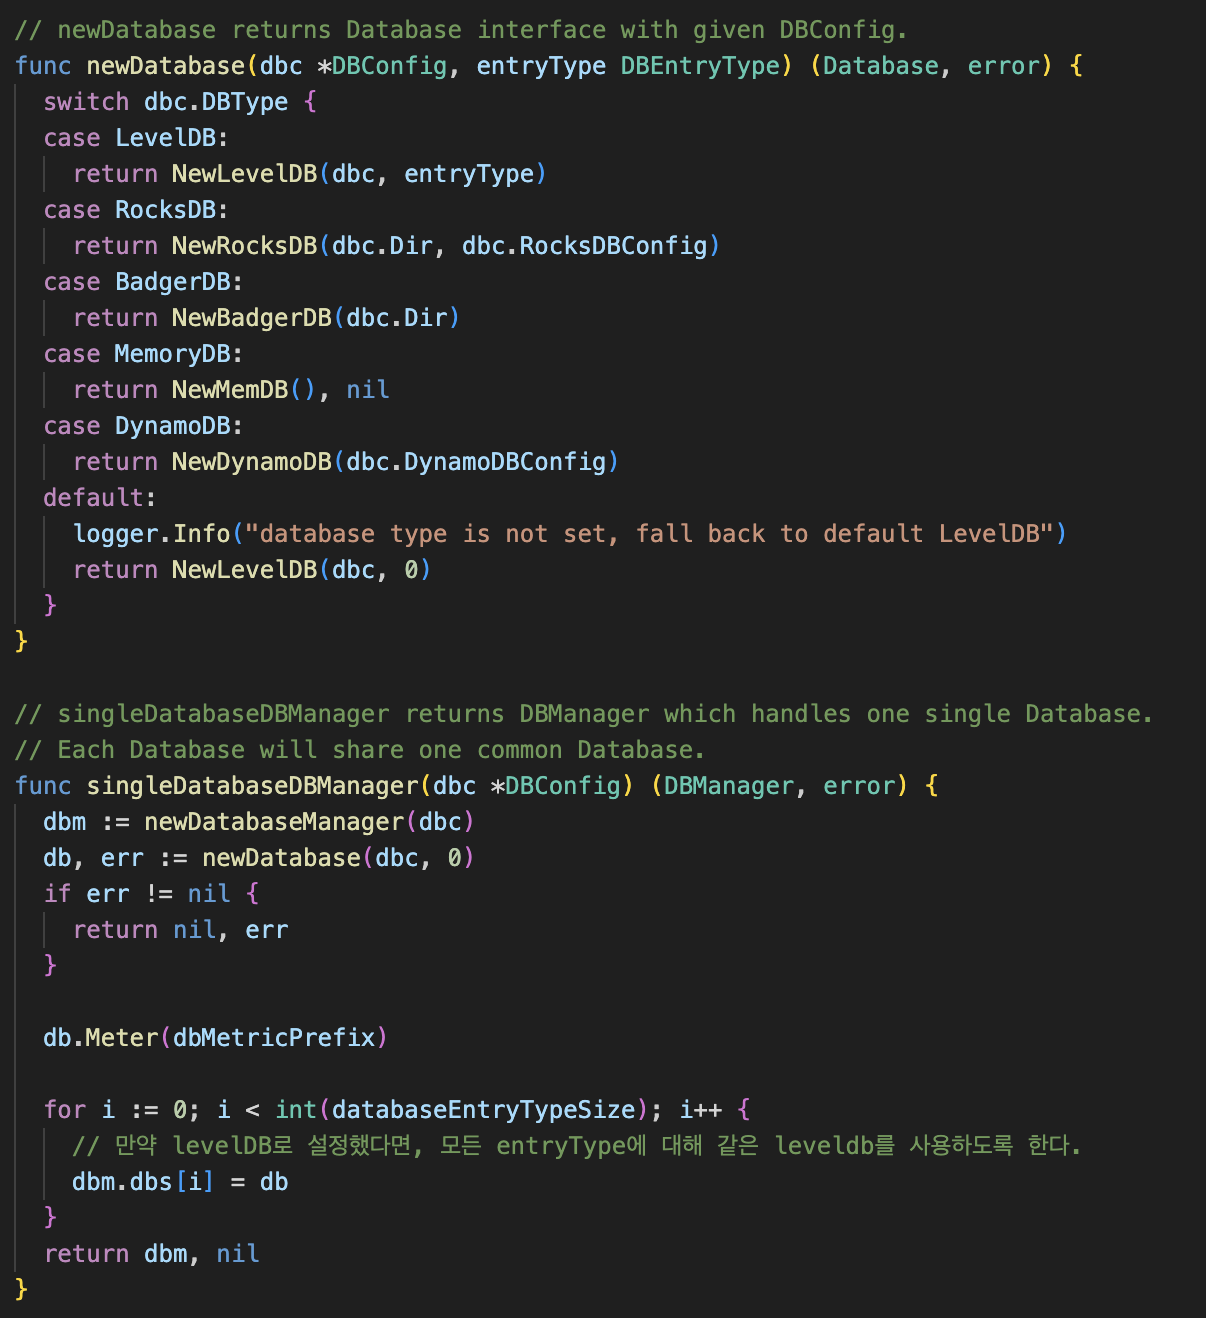 // newDatabase returns Database interface with given DBConfig.
func newDatabase(dbc *DBConfig, entryType DBEntryType) (Database, error) {
  switch dbc.DBType {
  case LevelDB:
    return NewLevelDB(dbc, entryType)
  case RocksDB:
    return NewRocksDB(dbc.Dir, dbc.RocksDBConfig)
  case BadgerDB:
    return NewBadgerDB(dbc.Dir)
  case MemoryDB:
    return NewMemDB(), nil
  case DynamoDB:
    return NewDynamoDB(dbc.DynamoDBConfig)
  default:
    logger.Info("database type is not set, fall back to default LevelDB")
    return NewLevelDB(dbc, 0)
  }
}

// singleDatabaseDBManager returns DBManager which handles one single Database.
// Each Database will share one common Database.
func singleDatabaseDBManager(dbc *DBConfig) (DBManager, error) {
  dbm := newDatabaseManager(dbc)
  db, err := newDatabase(dbc, 0)
  if err != nil {
    return nil, err
  }

  db.Meter(dbMetricPrefix)

  for i := 0; i < int(databaseEntryTypeSize); i++ {
    // 만약 levelDB로 설정했다면, 모든 entryType에 대해 같은 leveldb를 사용하도록 한다.
    dbm.dbs[i] = db
  }
  return dbm, nil
}